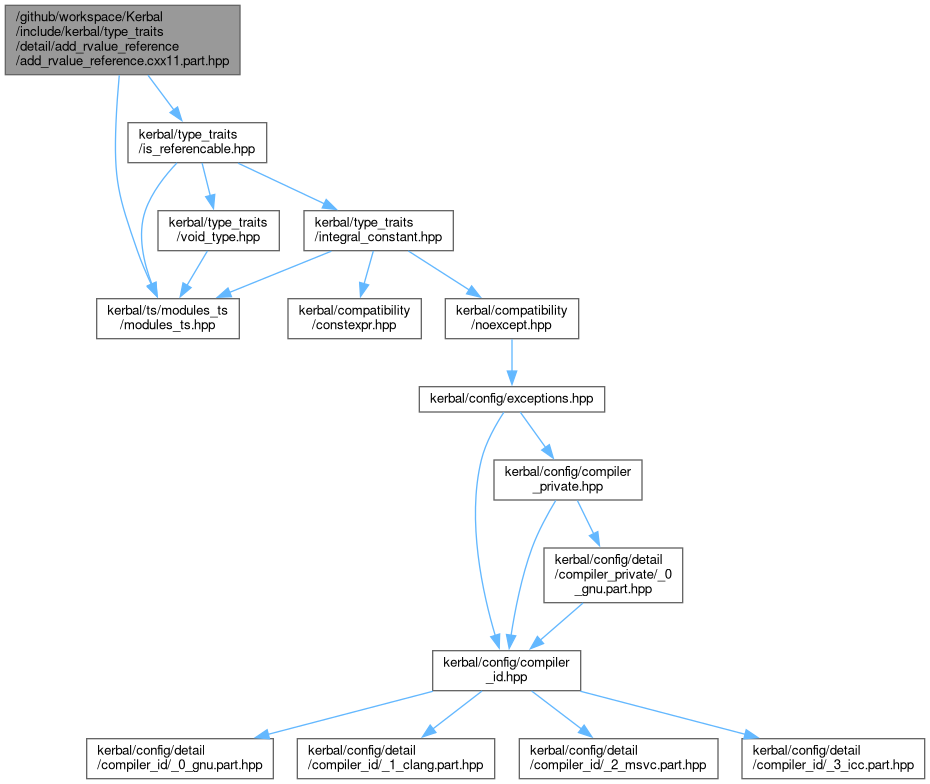 /github/workspace/Kerbal
/include/kerbal/type_traits
/detail/add_rvalue_reference
/add_rvalue_reference.cxx11.part.hpp
kerbal/type_traits
/is_referencable.hpp
kerbal/type_traits
/void_type.hpp
kerbal/type_traits
/integral_constant.hpp
kerbal/ts/modules_ts
/modules_ts.hpp
kerbal/compatibility
/constexpr.hpp
kerbal/compatibility
/noexcept.hpp
kerbal/config/exceptions.hpp
kerbal/config/compiler
_private.hpp
kerbal/config/detail
/compiler_private/_0
_gnu.part.hpp
kerbal/config/compiler
_id.hpp
kerbal/config/detail
/compiler_id/_0_gnu.part.hpp
kerbal/config/detail
/compiler_id/_1_clang.part.hpp
kerbal/config/detail
/compiler_id/_2_msvc.part.hpp
kerbal/config/detail
/compiler_id/_3_icc.part.hpp